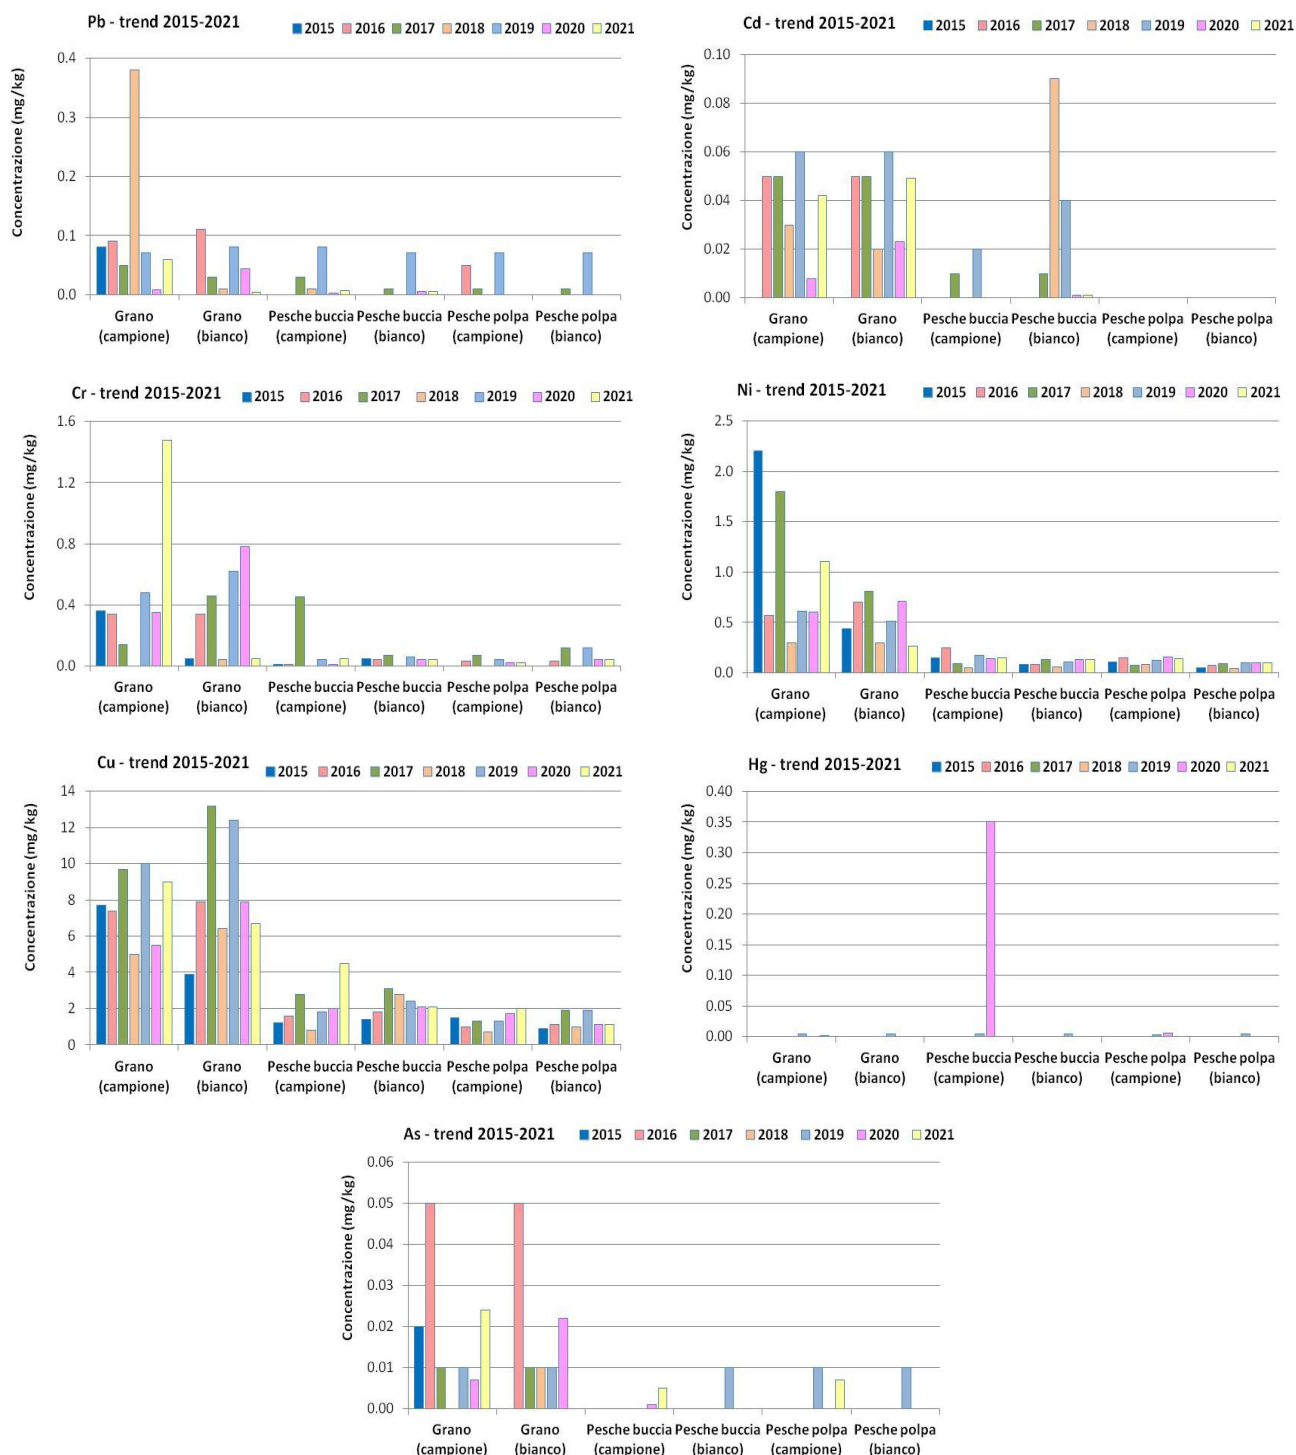 Pb - trend 2015-2021 2015 2016 2017 2018 2019 2020 2021
Concentrazione (mg/kg)
0.4
0.3
0.2
0.1
0.0
Grano Grano Pesche buccia Pesche buccia Pesche polpa Pesche polpa
(campione) (bianco) (campione) (bianco) (campione) (bianco)
Cd - trend 2015-2021 2015 2016 2017 2018 2019 2020 2021
Concentrazione (mg/kg)
0.10
0.08
0.06
0.04
0.02
0.00
Grano Grano Pesche buccia Pesche buccia Pesche polpa Pesche polpa
(campione) (bianco) (campione) (bianco) (campione) (bianco)
Cr - trend 2015-2021 2015 2016 2017 2018 2019 2020 2021
Concentrazione (mg/kg)
1.6
1.2
0.8
0.4
0.0
Grano Grano Pesche buccia Pesche buccia Pesche polpa Pesche polpa
(campione) (bianco) (campione) (bianco) (campione) (bianco)
Ni - trend 2015-2021 2015 2016 2017 2018 2019 2020 2021
Concentrazione (mg/kg)
2.5
2.0
1.5
1.0
0.5
0.0
Grano Grano Pesche buccia Pesche buccia Pesche polpa Pesche polpa
(campione) (bianco) (campione) (bianco) (campione) (bianco)
Cu - trend 2015-2021 2015 2016 2017 2018 2019 2020 2021
Concentrazione (mg/kg)
14
12
10
8
6
4
2
0
Grano Grano Pesche buccia Pesche buccia Pesche polpa Pesche polpa
(campione) (bianco) (campione) (bianco) (campione) (bianco)
Hg - trend 2015-2021 2015 2016 2017 2018 2019 2020 2021
Concentrazione (mg/kg)
0.40
0.35
0.30
0.25
0.20
0.15
0.10
0.05
0.00
Grano Grano Pesche buccia Pesche buccia Pesche polpa Pesche polpa
(campione) (bianco) (campione) (bianco) (campione) (bianco)
As - trend 2015-2021 2015 2016 2017 2018 2019 2020 2021
Concentrazione (mg/kg)
0.06
0.05
0.04
0.03
0.02
0.01
0.00
Grano Grano Pesche buccia Pesche buccia Pesche polpa Pesche polpa
(campione) (bianco) (campione) (bianco) (campione) (bianco)